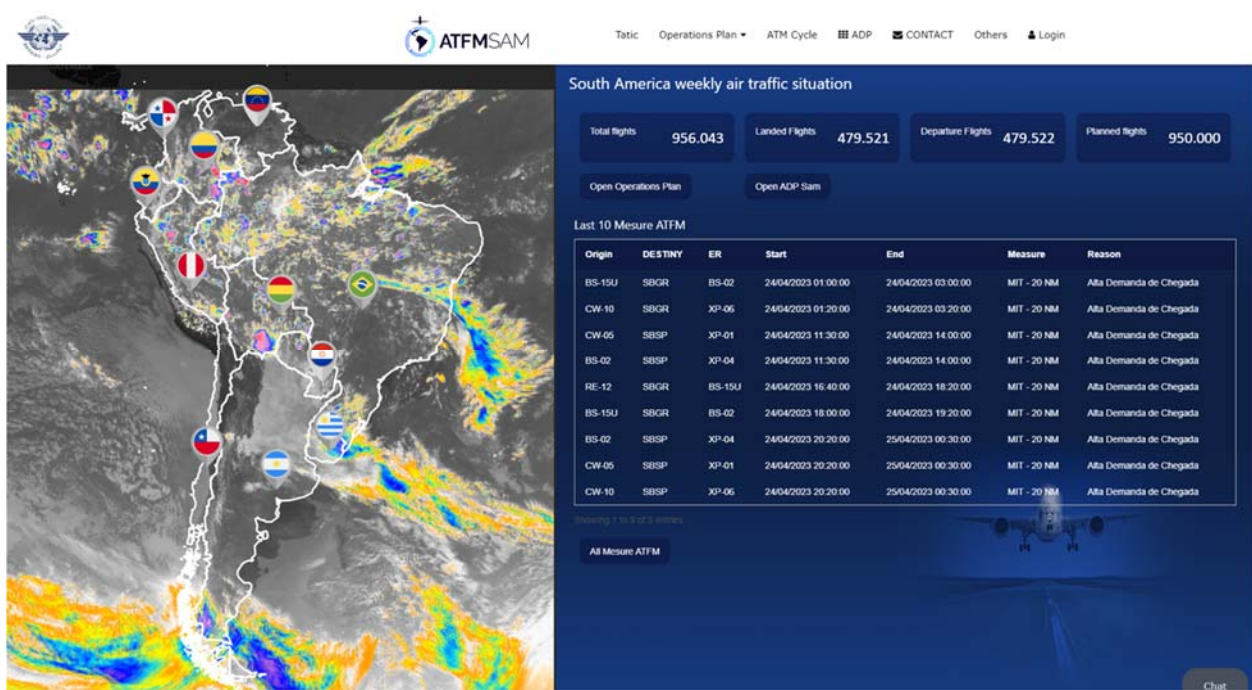 ATFMSAM
Tatic Operations Plan ADP ATM Cycle CONTACT Others Login
South America weekly air traffic situation
Total flights 956.043 Landed Flights 479.521 Departure Flights 479.522 Planned flights 950.000
Open Operations Plan Open ADP Sam
Last 10 Mesure ATFM
Origin DESTINY ER Start End Measure Reason
BS-15U SBGR BS-02 24/04/2023 01:00:00 24/04/2023 03:00:00 MIT - 20 NM Alta Demanda de Chegada
CW-10 SBGR XP-06 24/04/2023 01:20:00 24/04/2023 03:20:00 MIT - 20 NM Alta Demanda de Chegada
CW-05 SBSP XP-01 24/04/2023 11:30:00 24/04/2023 14:00:00 MIT - 20 NM Alta Demanda de Chegada
BS-02 SBSP XP-04 24/04/2023 11:30:00 24/04/2023 14:00:00 MIT - 20 NM Alta Demanda de Chegada
RE-12 SBGR BS-15U 24/04/2023 16:40:00 24/04/2023 18:20:00 MIT - 20 NM Alta Demanda de Chegada
BS-15U SBGR BS-02 24/04/2023 18:00:00 24/04/2023 19:20:00 MIT - 20 NM Alta Demanda de Chegada
BS-02 SBSP XP-04 24/04/2023 20:20:00 25/04/2023 00:30:00 MIT - 20 NM Alta Demanda de Chegada
CW-05 SBSP XP-01 24/04/2023 20:20:00 25/04/2023 00:30:00 MIT - 20 NM Alta Demanda de Chegada
CW-10 SBSP XP-06 24/04/2023 20:20:00 25/04/2023 00:30:00 MIT - 20 NM Alta Demanda de Chegada
Showing 1 to 9 of 9 entries
All Mesure ATFM
Chat